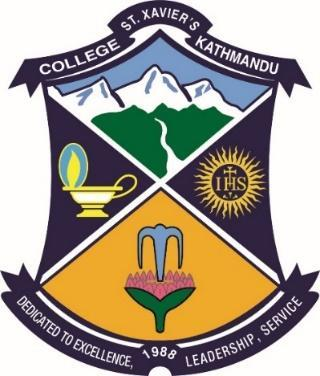 COLLEGE ST. XAVIER'S KATHMANDU
IHS
DEDICATED TO EXCELLENCE, 1988 LEADERSHIP, SERVICE